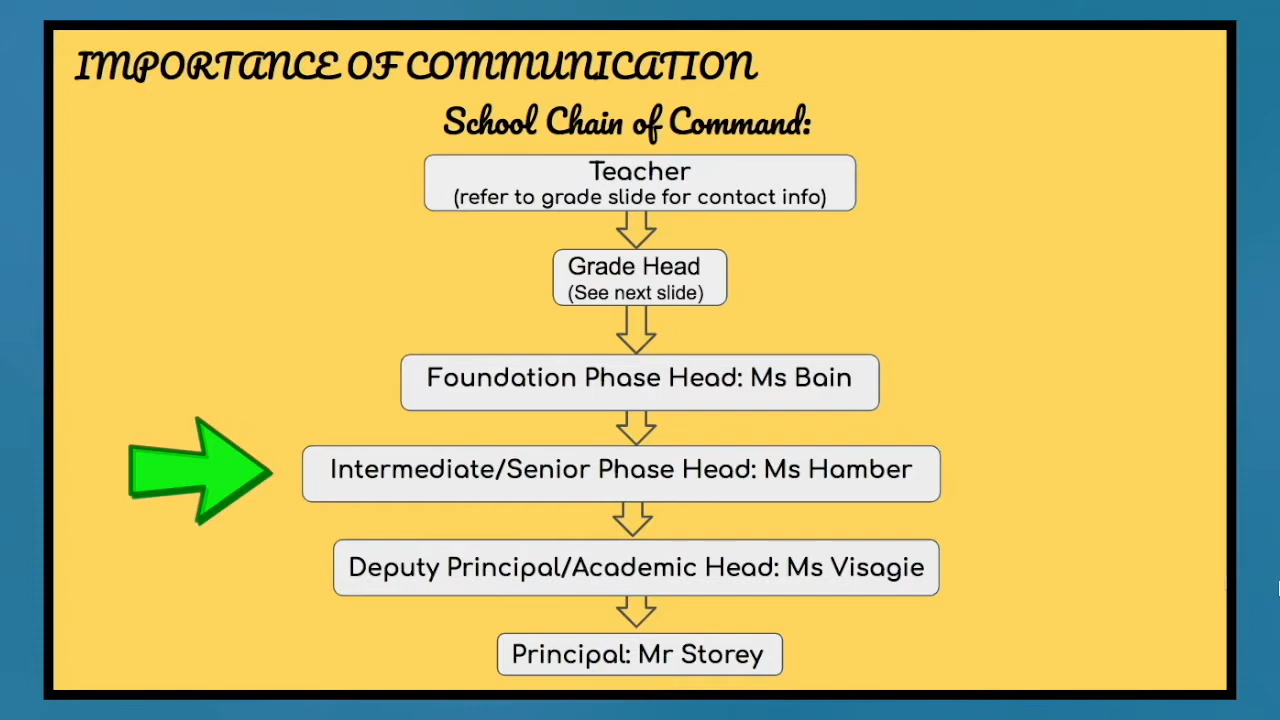 IMPORTANCE OF COMMUNICATION
School Chain of Command:
Teacher
(refer to grade slide for contact info)
Grade Head
(See next slide)
Foundation Phase Head: Ms Bain
Intermediate/Senior Phase Head: Ms Hamber
Deputy Principal/Academic Head: Ms Visagie
Principal: Mr Storey